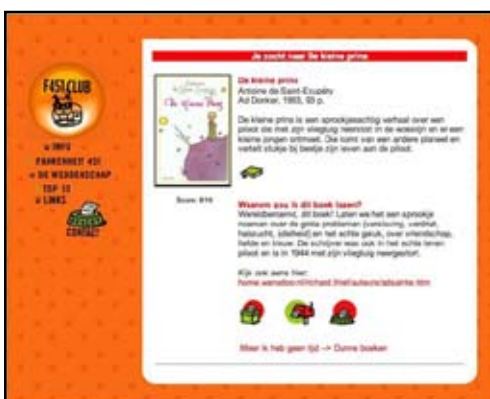 Je zocht naar De kleine prins
F451 CLUB
INFO
FAHRENHEIT 451
DE WEDDENSCHAP
TOP 10
LINKS
CONTACT
De kleine prins
Antoine de Saint-Exupéry
Ad Donker, 1993, 93 p.
De kleine prins is een sprookjesachtig verhaal over een
piloot die met zijn vliegtuig neerstort in de woestijn en er een
kleine jongen ontmoet. Die komt van een andere planeet en
vertelt stukje bij beetje zijn leven aan de piloot.
Score: 8/10
Waarom zou ik dit boek lezen?
Wereldberoemd, dit boek! Laten we het een sprookje
noemen over de grote problemen (verslaving, verdriet,
heimwee, ijdelheid) en het echte geluk, over vriendschap,
liefde en trouw. De schrijver was ook in het echte leven
piloot en is in 1944 met zijn vliegtuig neergestort.
Kijk ook eens hier:
Maar ik heb geen tijd --> Dunne boeken